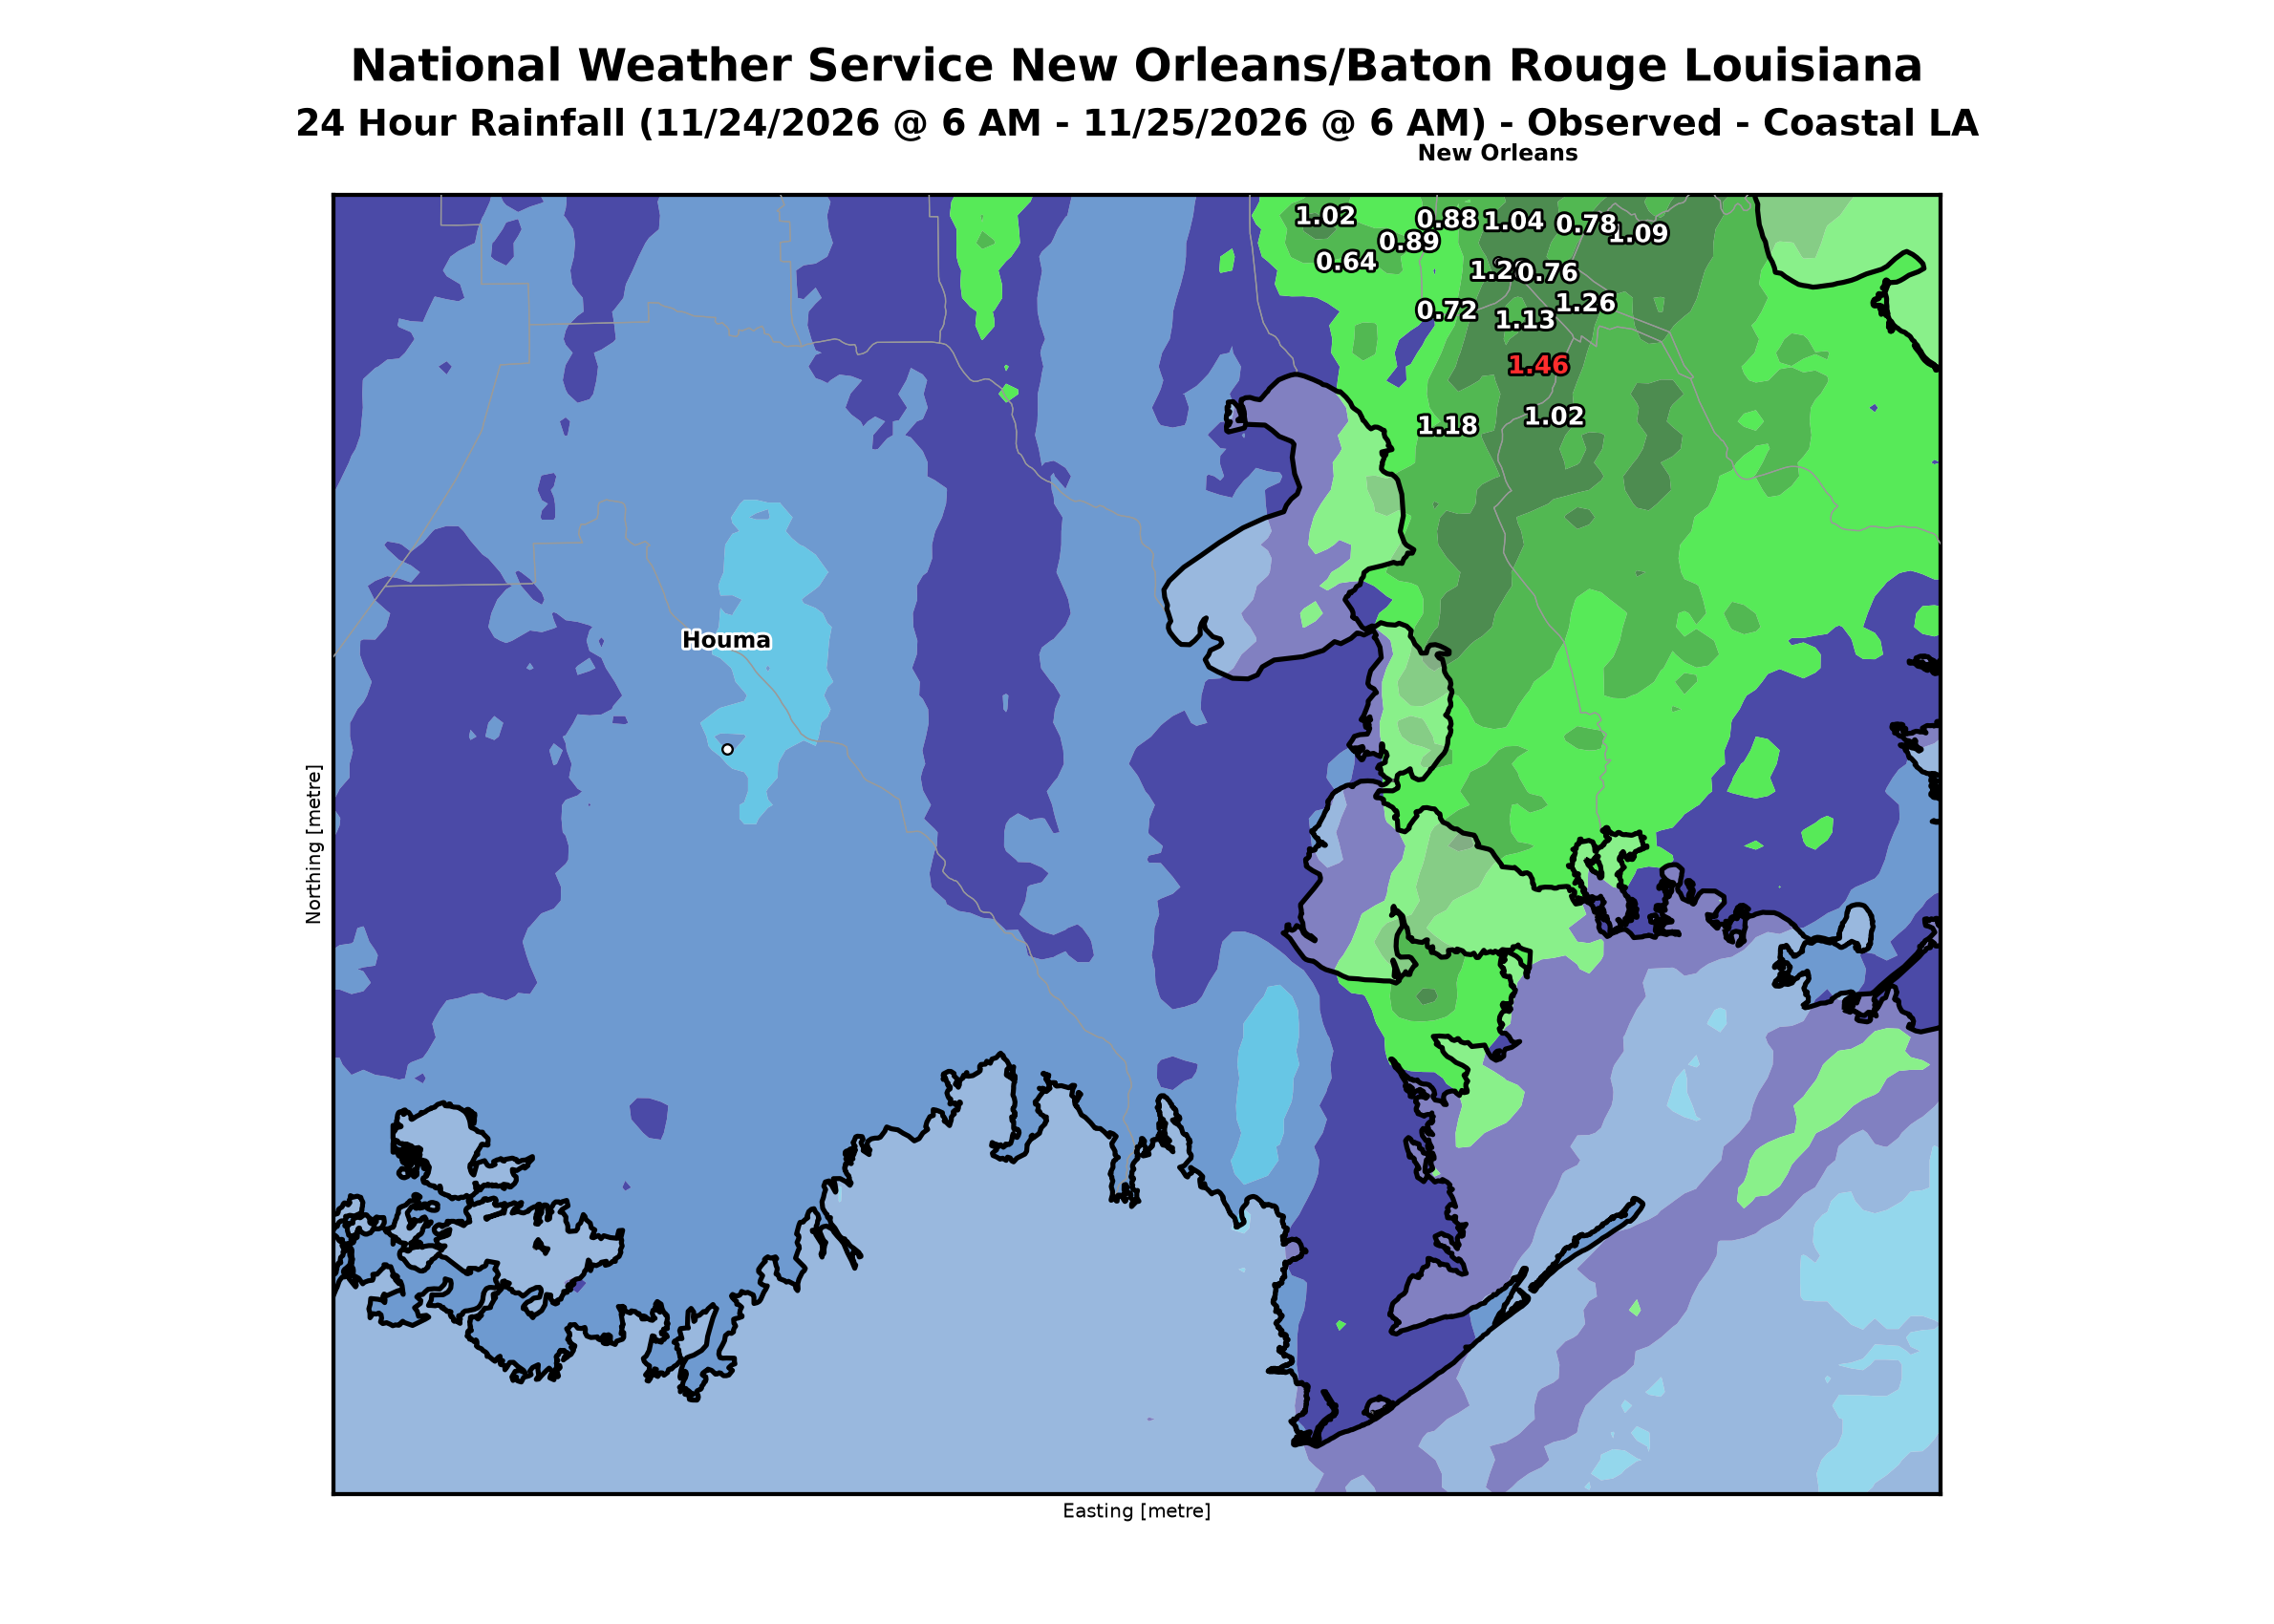 National Weather Service New Orleans/Baton Rouge Louisiana
24 Hour Rainfall (11/24/2026 @ 6 AM - 11/25/2026 @ 6 AM) - Observed - Coastal LA
New Orleans
1.02
0.88
1.04
0.78
1.09
0.89
0.64
0.76
1.26
0.72
1.13
1.46
1.02
1.18
Houma
Northing [metre]
Easting [metre]